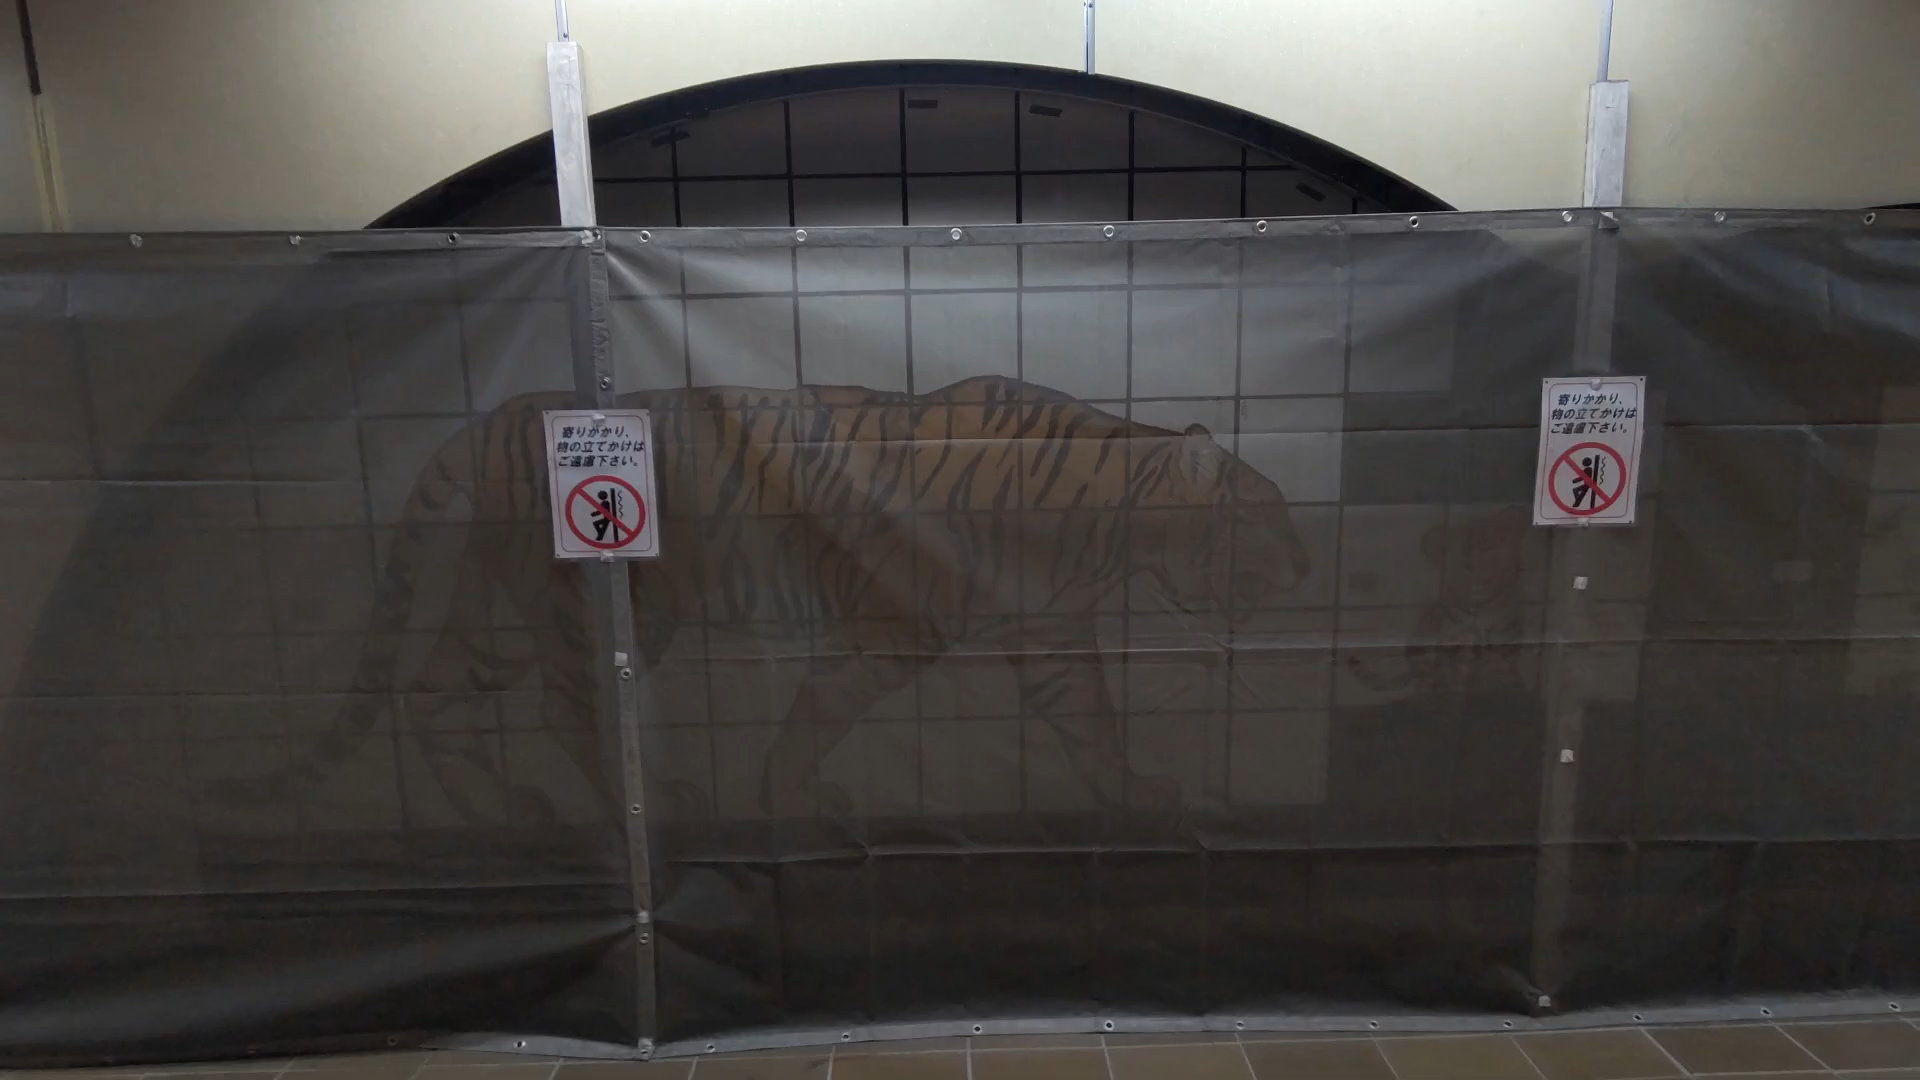 寄りかかり、
物の立てかけは
ご遠慮下さい。
寄りかかり、
物の立てかけは
ご遠慮下さい。